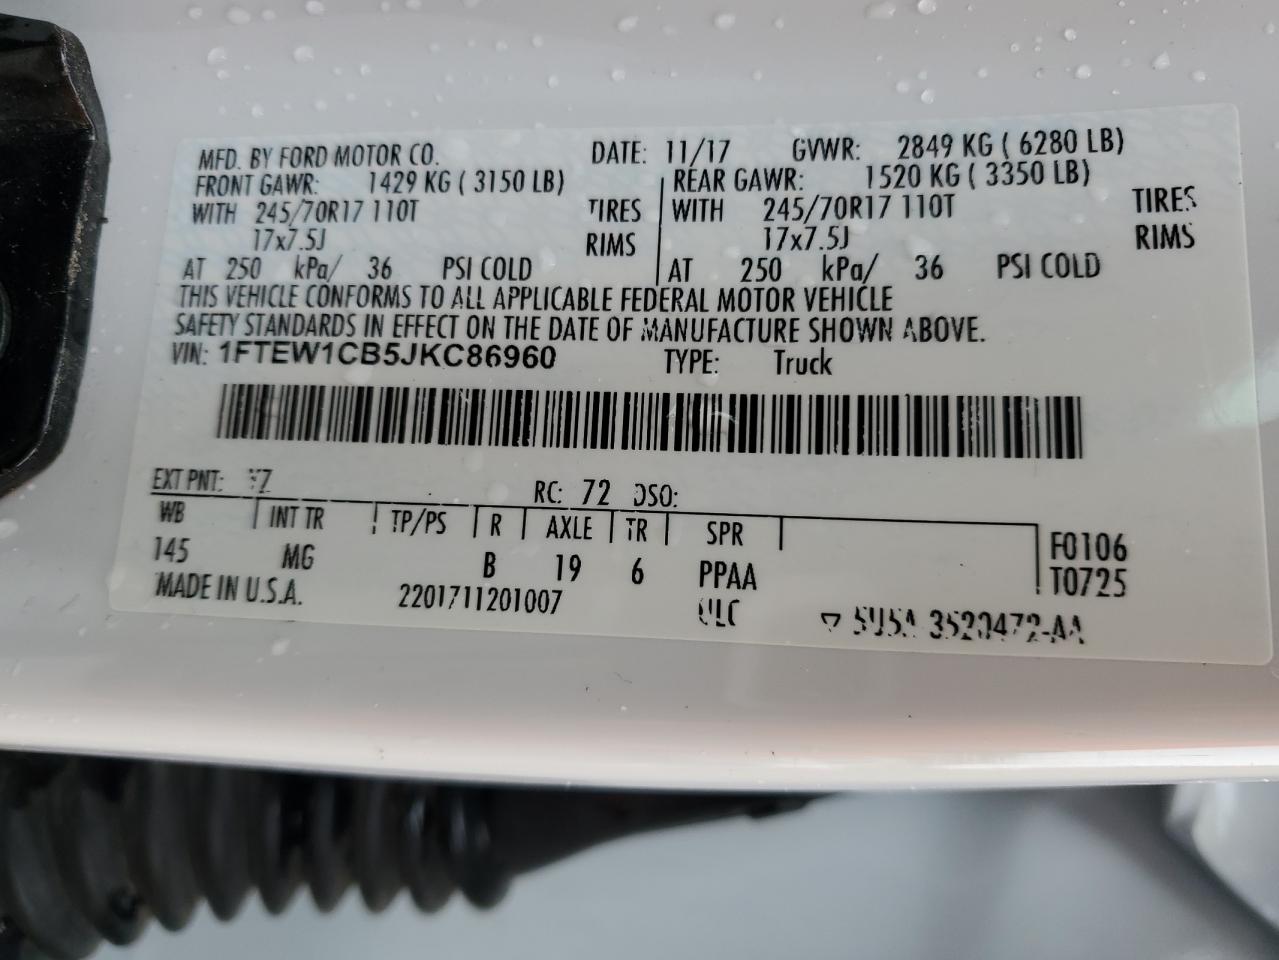 MFD. BY FORD MOTOR CO. DATE: 11/17 GVWR: 2849 KG ( 6280 LB)
FRONT GAWR: 1429 KG ( 3150 LB) REAR GAWR: 1520 KG ( 3350 LB)
WITH 245/70R17 110T TIRES WITH 245/70R17 110T TIRES
17x7.5J RIMS 17x7.5J RIMS
AT 250 kPa/ 36 PSI COLD AT 250 kPa/ 36 PSI COLD
THIS VEHICLE CONFORMS TO ALL APPLICABLE FEDERAL MOTOR VEHICLE
SAFETY STANDARDS IN EFFECT ON THE DATE OF MANUFACTURE SHOWN ABOVE.
VIN: 1FTEW1CB5JKC86960 TYPE: Truck
EXT PNT: RC: 72 DSO:
WB INT TR TP/PS R AXLE TR SPR F0106
145 MG B 19 6 PPAA T0725
MADE IN U.S.A. 2201711201007 ULC